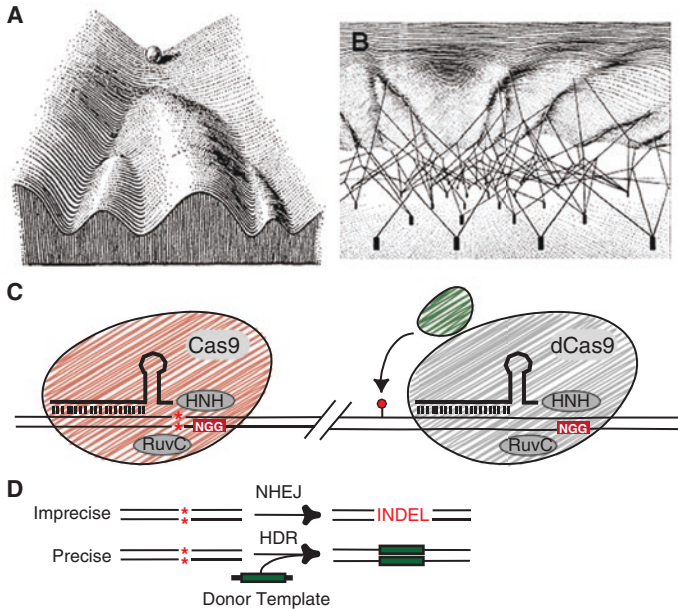 A
B
C
Cas9
HNH
*
*
NGG
RuvC
dCas9
HNH
NGG
RuvC
D
Imprecise
*
*
NHEJ
INDEL
Precise
*
*
HDR
Donor Template